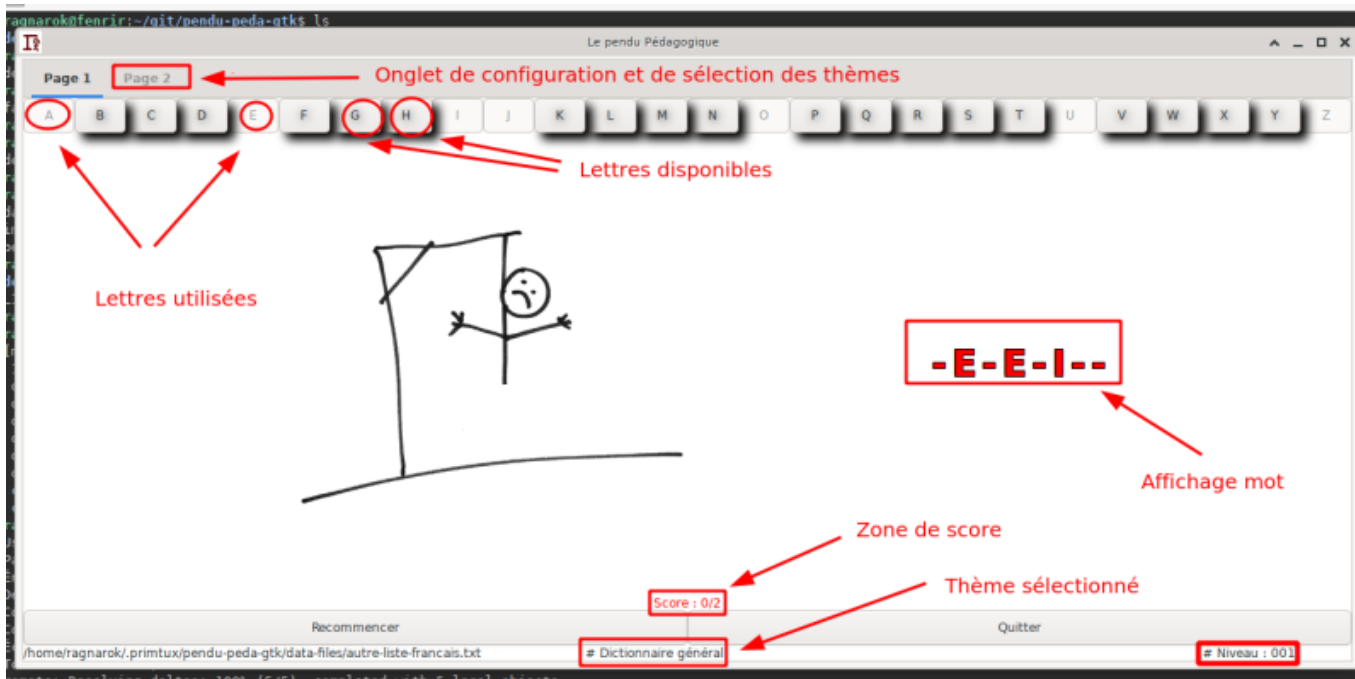 ragnarok@fenrir:~/git/pendu-peda-gtk$ ls
Le pendu Pédagogique
Page 1 Page 2 Onglet de configuration et de sélection des thèmes
A B C D E F G H I J K L M N O P Q R S T U V W X Y Z
Lettres disponibles
Lettres utilisées
-E-E-I--
Affichage mot
Zone de score
Thème sélectionné
Score : 0/2
Recommencer Quitter
/home/ragnarok/.primtux/pendu-peda-gtk/data-files/autre-liste-francais.txt # Dictionnaire général # Niveau : 001